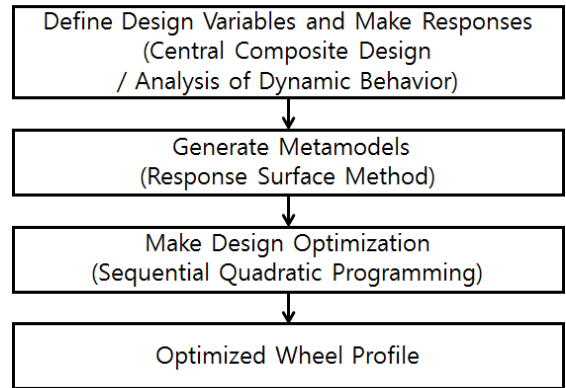 Define Design Variables and Make Responses
(Central Composite Design
/ Analysis of Dynamic Behavior)
Generate Metamodels
(Response Surface Method)
Make Design Optimization
(Sequential Quadratic Programming)
Optimized Wheel Profile